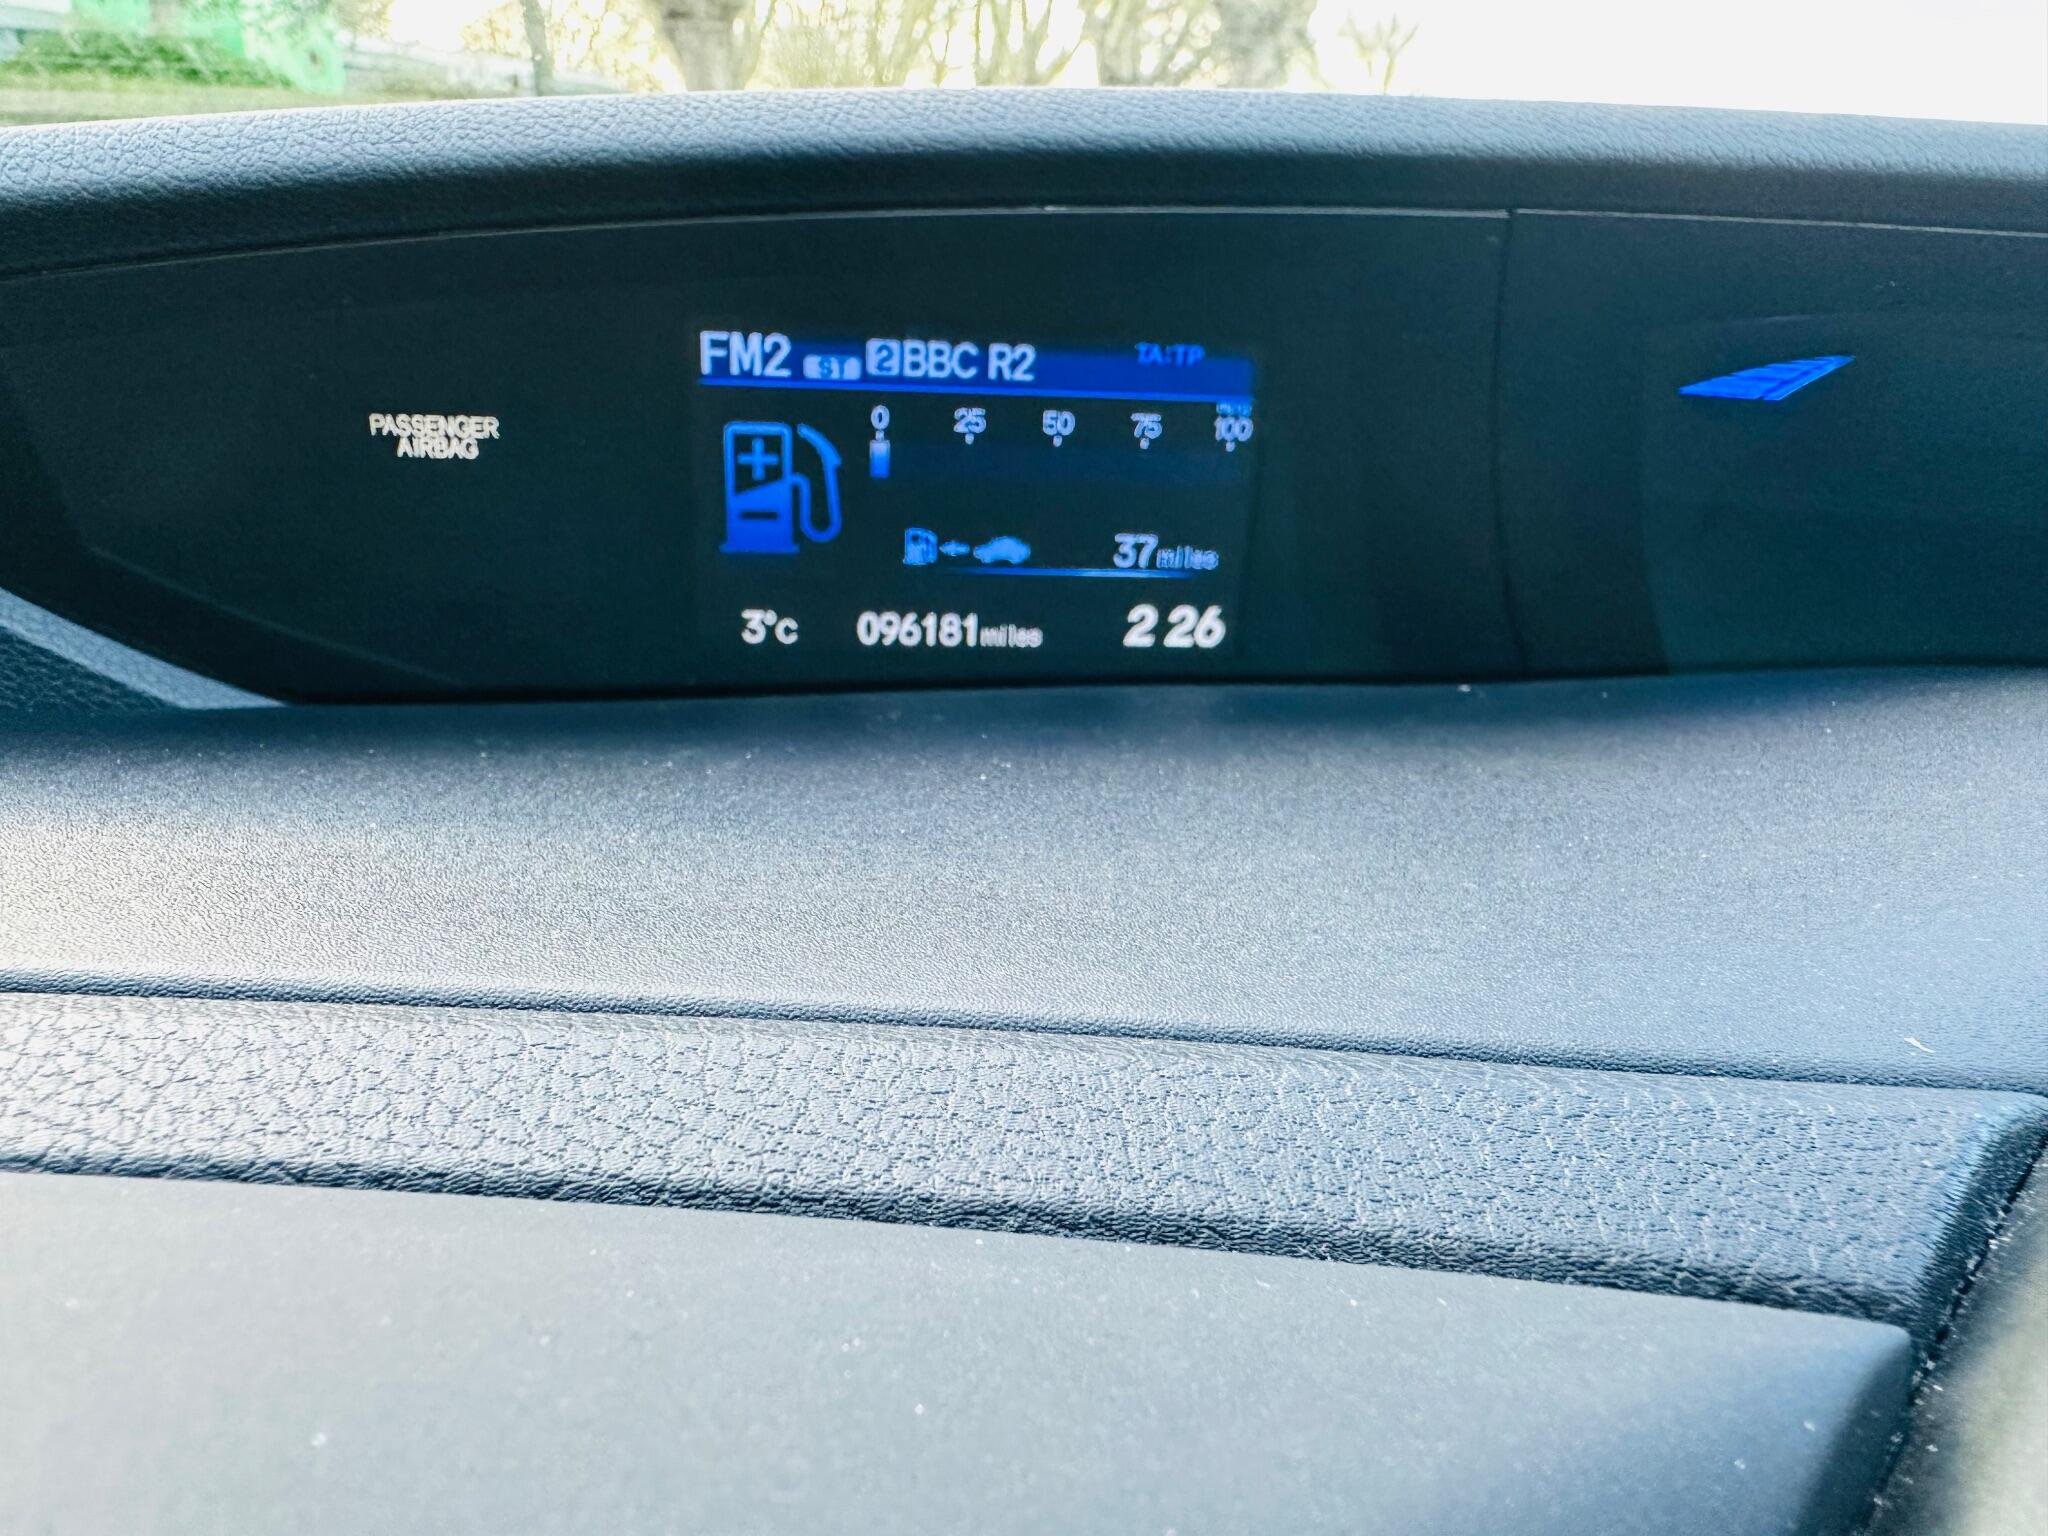 FM2 ST 2 BBC R2 TA:TP
PASSENGER
AIRBAG
0 25 50 75 100
37 miles
3°C 096181 miles 2 26